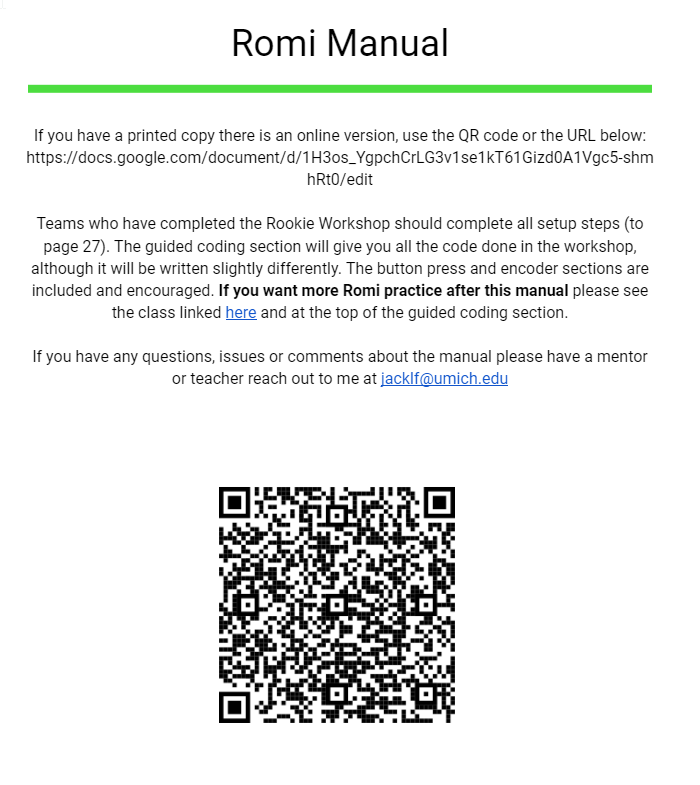 Romi Manual
If you have a printed copy there is an online version, use the QR code or the URL below:
https://docs.google.com/document/d/1H3os_YgpchCrLG3v1se1kT61Gizd0A1Vgc5-shm
hRt0/edit
Teams who have completed the Rookie Workshop should complete all setup steps (to
page 27). The guided coding section will give you all the code done in the workshop,
although it will be written slightly differently. The button press and encoder sections are
included and encouraged. If you want more Romi practice after this manual please see
the class linked here and at the top of the guided coding section.
If you have any questions, issues or comments about the manual please have a mentor
or teacher reach out to me at jacklf@umich.edu